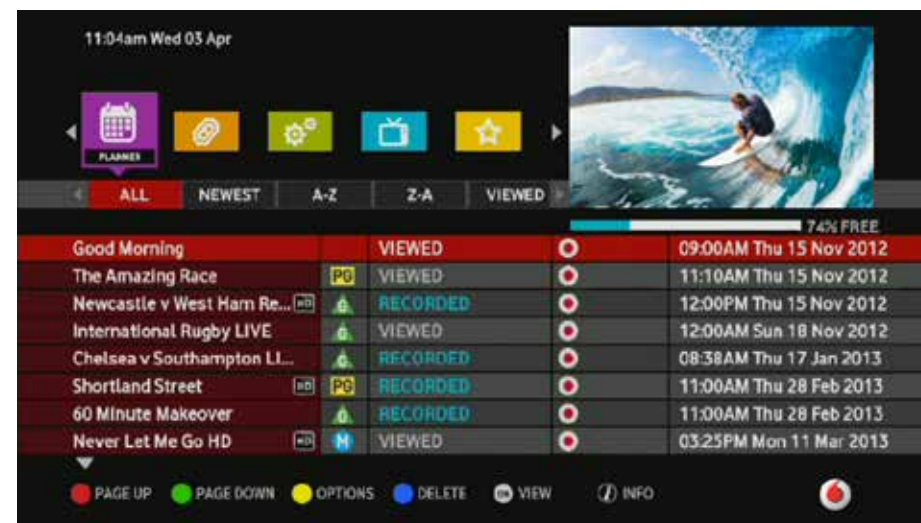 11:04am Wed 03 Apr
PLANNER
ALL NEWEST A-Z Z-A VIEWED
74% FREE
Good Morning VIEWED 09:00AM Thu 15 Nov 2012
The Amazing Race PG VIEWED 11:10AM Thu 15 Nov 2012
Newcastle v West Ham Re... HD G RECORDED 12:00PM Thu 15 Nov 2012
International Rugby LIVE G VIEWED 12:00AM Sun 18 Nov 2012
Chelsea v Southampton LI... G RECORDED 08:38AM Thu 17 Jan 2013
Shortland Street HD PG RECORDED 11:00AM Thu 28 Feb 2013
60 Minute Makeover G RECORDED 11:00AM Thu 28 Feb 2013
Never Let Me Go HD HD M VIEWED 03:25PM Mon 11 Mar 2013
PAGE UP PAGE DOWN OPTIONS DELETE OK VIEW i INFO